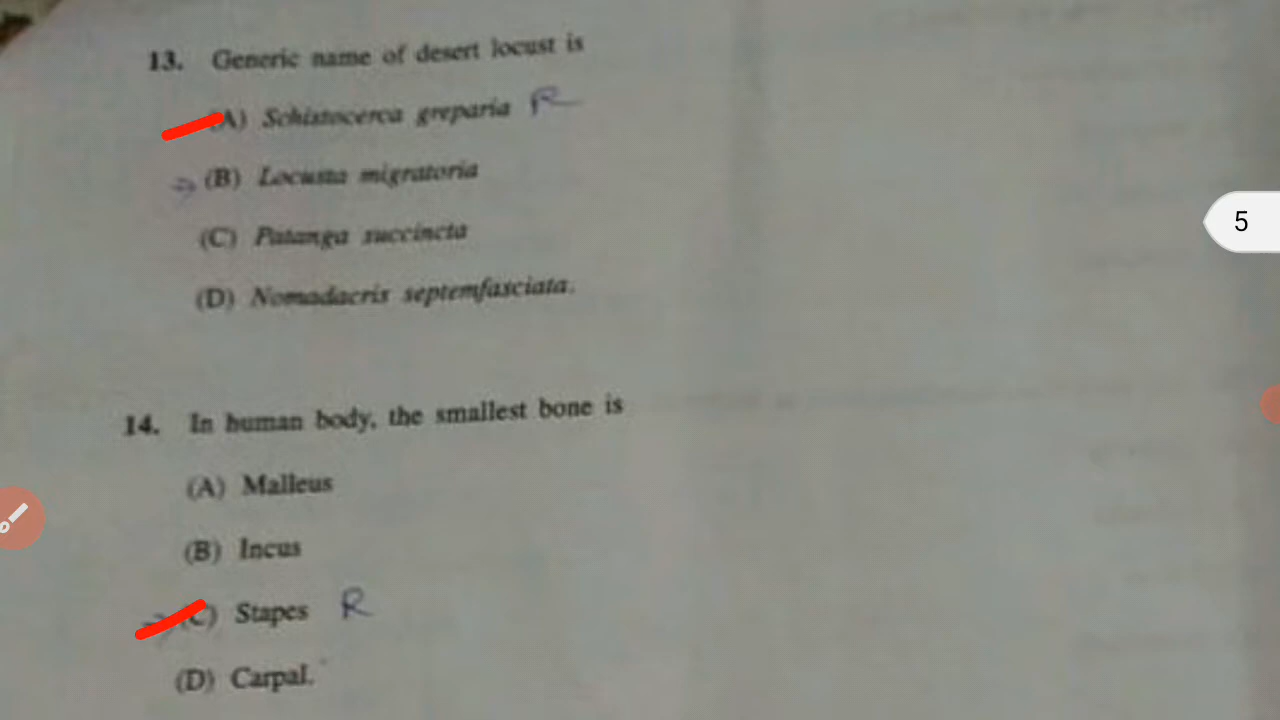 13. Generic name of desert locust is
(A) Schistocerca greparia R
(B) Locusta migratoria
(C) Patanga succincta
(D) Nomadacris septemfasciata.
5
14. In human body, the smallest bone is
(A) Malleus
(B) Incus
(C) Stapes R
(D) Carpal.